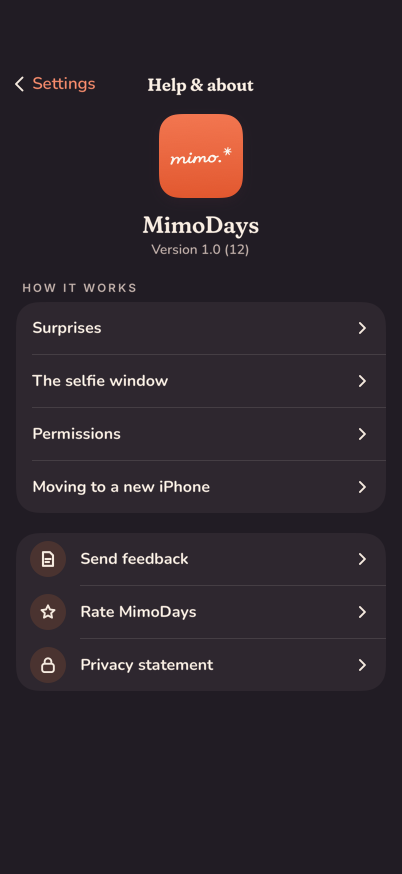 Settings
Help & about
mimo.*
MimoDays
Version 1.0 (12)
HOW IT WORKS
Surprises
The selfie window
Permissions
Moving to a new iPhone
Send feedback
Rate MimoDays
Privacy statement